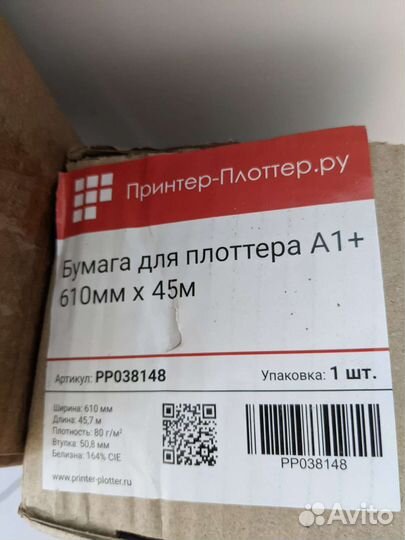 Принтер-Плоттер.ру
Бумага для плоттера А1+
610мм x 45м
Артикул: PP038148
Упаковка: 1 шт.
Ширина: 610 мм
Длина: 45,7 м
Плотность: 80 г/м²
Втулка: 50,8 мм
Белизна: 164% CIE
www.printer-plotter.ru
PP038148
Avito